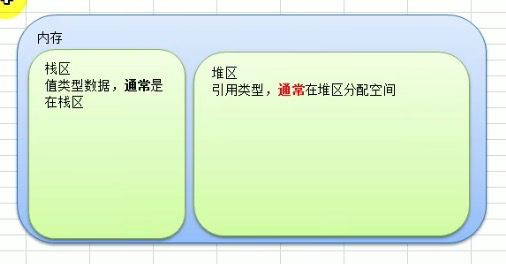 内存
栈区
值类型数据，通常是
在栈区
堆区
引用类型，通常在堆区分配空间